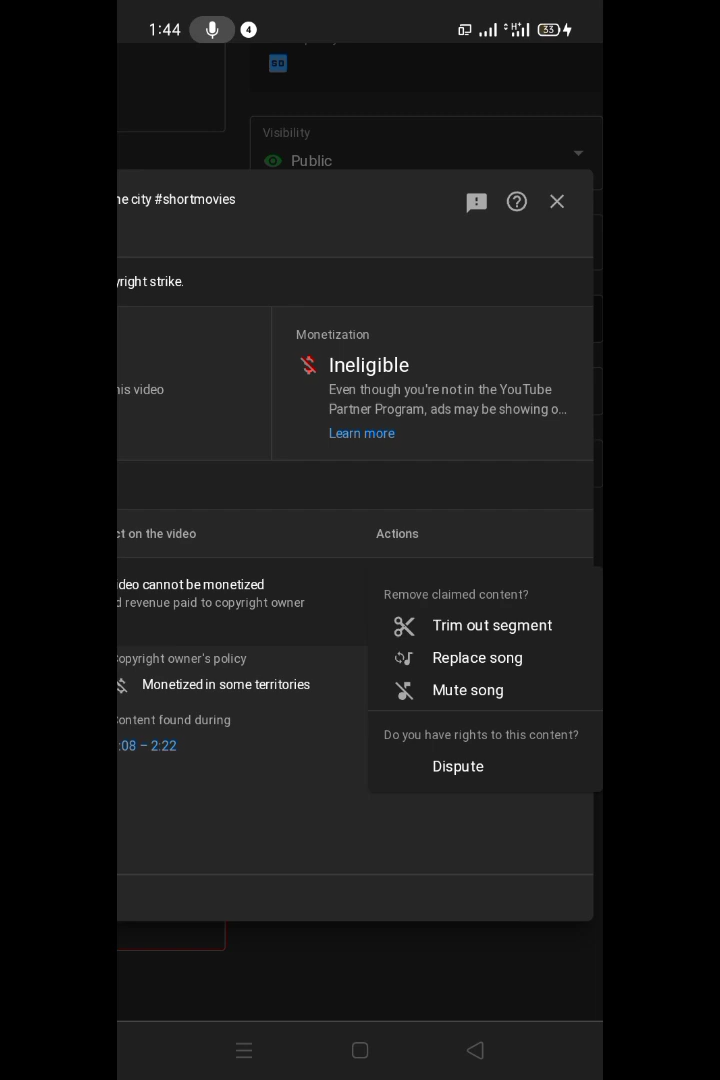 1:44
4
33
SD
Visibility
Public
he city #shortmovies
yright strike.
Monetization
Ineligible
his video
Even though you're not in the YouTube
Partner Program, ads may be showing o...
Learn more
ct on the video
Actions
ideo cannot be monetized
d revenue paid to copyright owner
Remove claimed content?
Trim out segment
Copyright owner's policy
Replace song
Monetized in some territories
Mute song
Content found during
:08 – 2:22
Do you have rights to this content?
Dispute